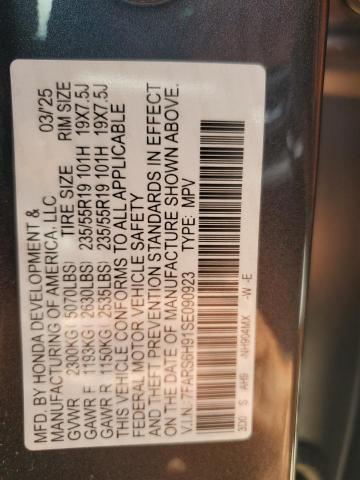 MFD. BY HONDA DEVELOPMENT & 03/'25
MANUFACTURING OF AMERICA, LLC
TIRE SIZE RIM SIZE
GVWR 2300KG (5070LBS)
GAWR F 1193KG (2630LBS) 235/55R19 101H 19X7.5J
GAWR R 1150KG (2535LBS) 235/55R19 101H 19X7.5J
THIS VEHICLE CONFORMS TO ALL APPLICABLE
FEDERAL MOTOR VEHICLE SAFETY
AND THEFT PREVENTION STANDARDS IN EFFECT
ON THE DATE OF MANUFACTURE SHOWN ABOVE.
V.I.N.: 7FARS6H91SE090923 TYPE: MPV
3D0 S AH9 -NH904MX -W -E